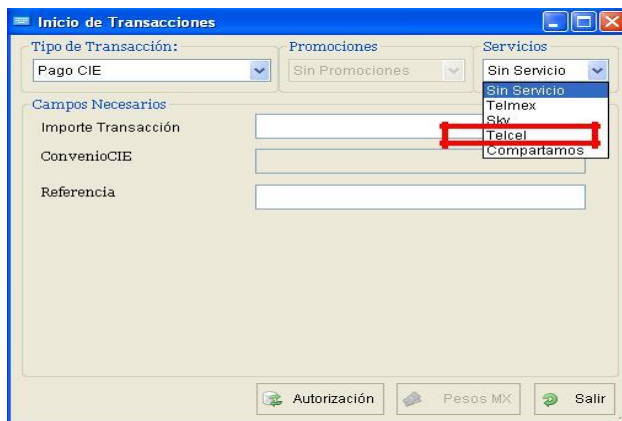 Inicio de Transacciones
Tipo de Transacción:
Promociones
Servicios
Pago CIE
Sin Promociones
Sin Servicio
Sin Servicio
Telmex
Sky
Telcel
Compartamos
Campos Necesarios
Importe Transacción
ConvenioCIE
Referencia
Autorización
Pesos MX
Salir